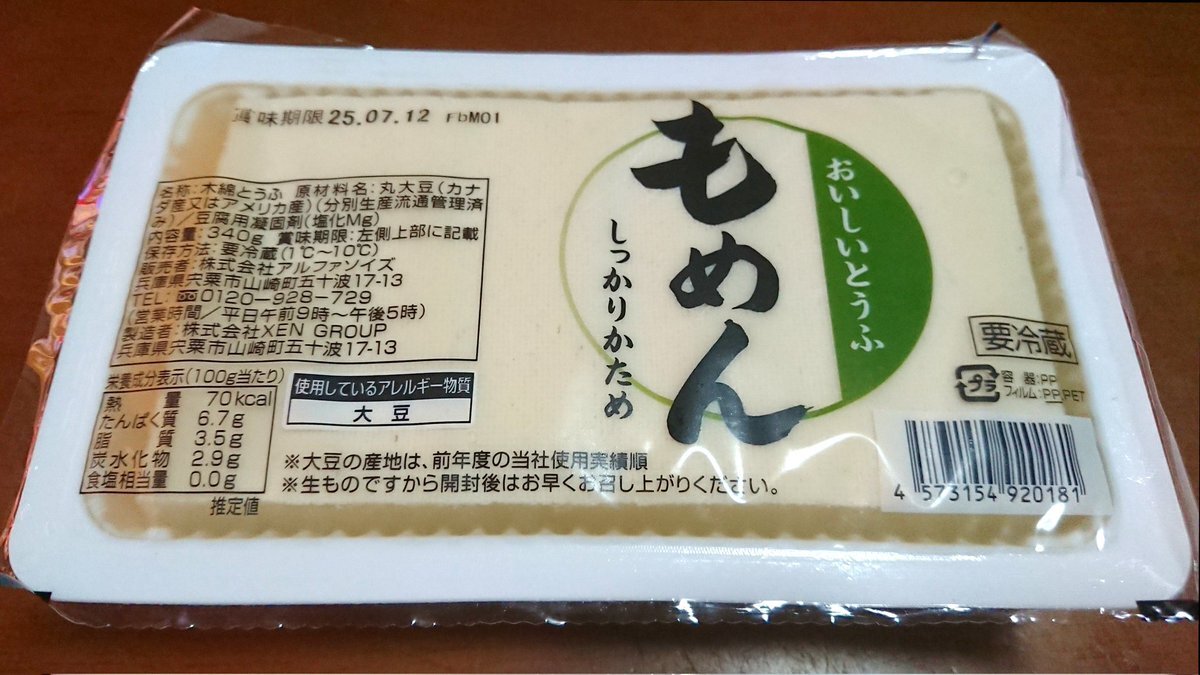 賞味期限 25.07.12 FbM01
名称:木綿とうふ 原材料名:丸大豆(カナ
ダ産又はアメリカ産)(分別生産流通管理済
み)/豆腐用凝固剤(塩化Mg)
内容量:340g 賞味期限:左側上部に記載
保存方法:要冷蔵(1℃~10℃)
販売者:株式会社アルファソイズ
兵庫県宍粟市山崎町五十波17-13
TEL:0120-928-729
(営業時間/平日午前9時~午後5時)
製造者:株式会社XEN GROUP
兵庫県宍粟市山崎町五十波17-13
栄養成分表示(100g当たり)
熱量 70kcal
たんぱく質 6.7g
脂質 3.5g
炭水化物 2.9g
食塩相当量 0.0g
推定値
使用しているアレルギー物質
大豆
※大豆の産地は、前年度の当社使用実績順
※生ものですから開封後はお早くお召し上がりください。
もめん
しっかりかため
おいしいとうふ
要冷蔵
プラ
容器:PP
フィルム:PP,PET
4 573154 920181